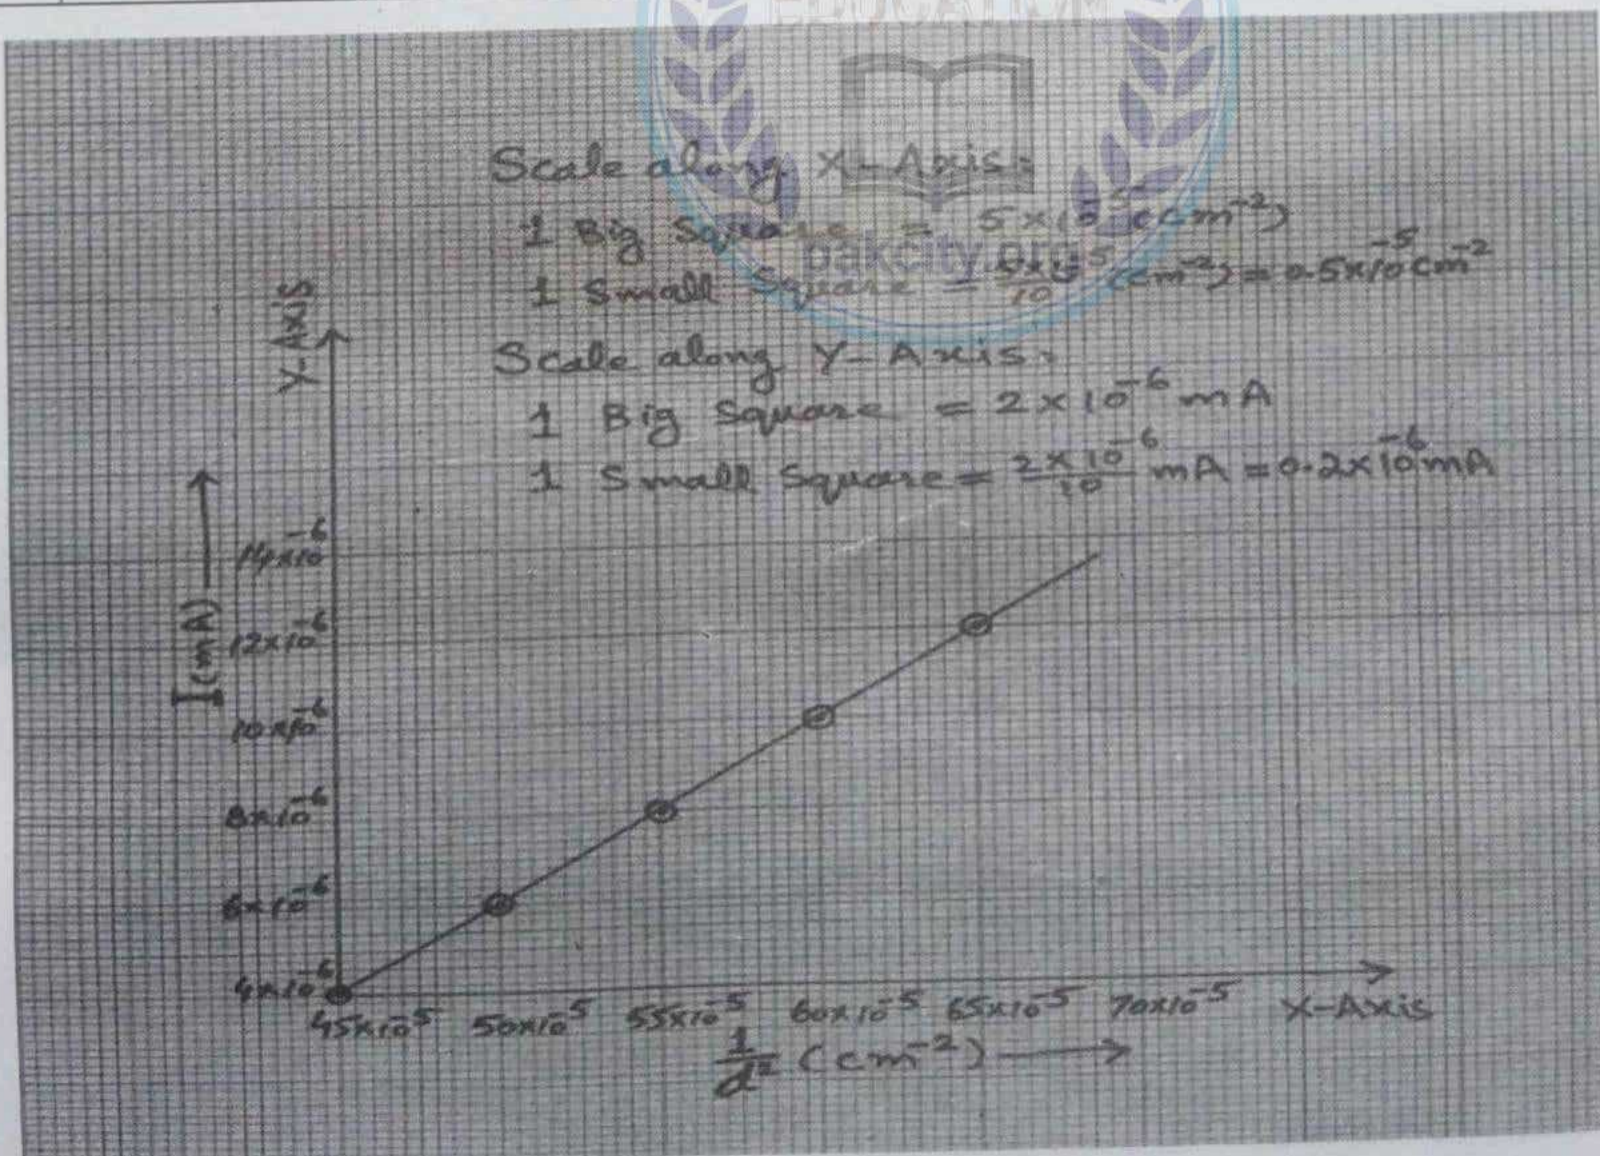 EDUCATION
pakcity.org
Scale along X-Axis:
1 Big Square = 5×10⁻⁵ (cm⁻²)
1 Small Square = 5×10⁻⁵/10 (cm⁻²) = 0.5×10⁻⁵ cm⁻²
Scale along Y-Axis:
1 Big Square = 2×10⁻⁶ mA
1 Small Square = 2×10⁻⁶/10 mA = 0.2×10⁻⁶ mA
Y-Axis
I(mA)
14×10⁻⁶
12×10⁻⁶
10×10⁻⁶
8×10⁻⁶
6×10⁻⁶
4×10⁻⁶
45×10⁻⁵ 50×10⁻⁵ 55×10⁻⁵ 60×10⁻⁵ 65×10⁻⁵ 70×10⁻⁵ X-Axis
1/d² (cm⁻²)